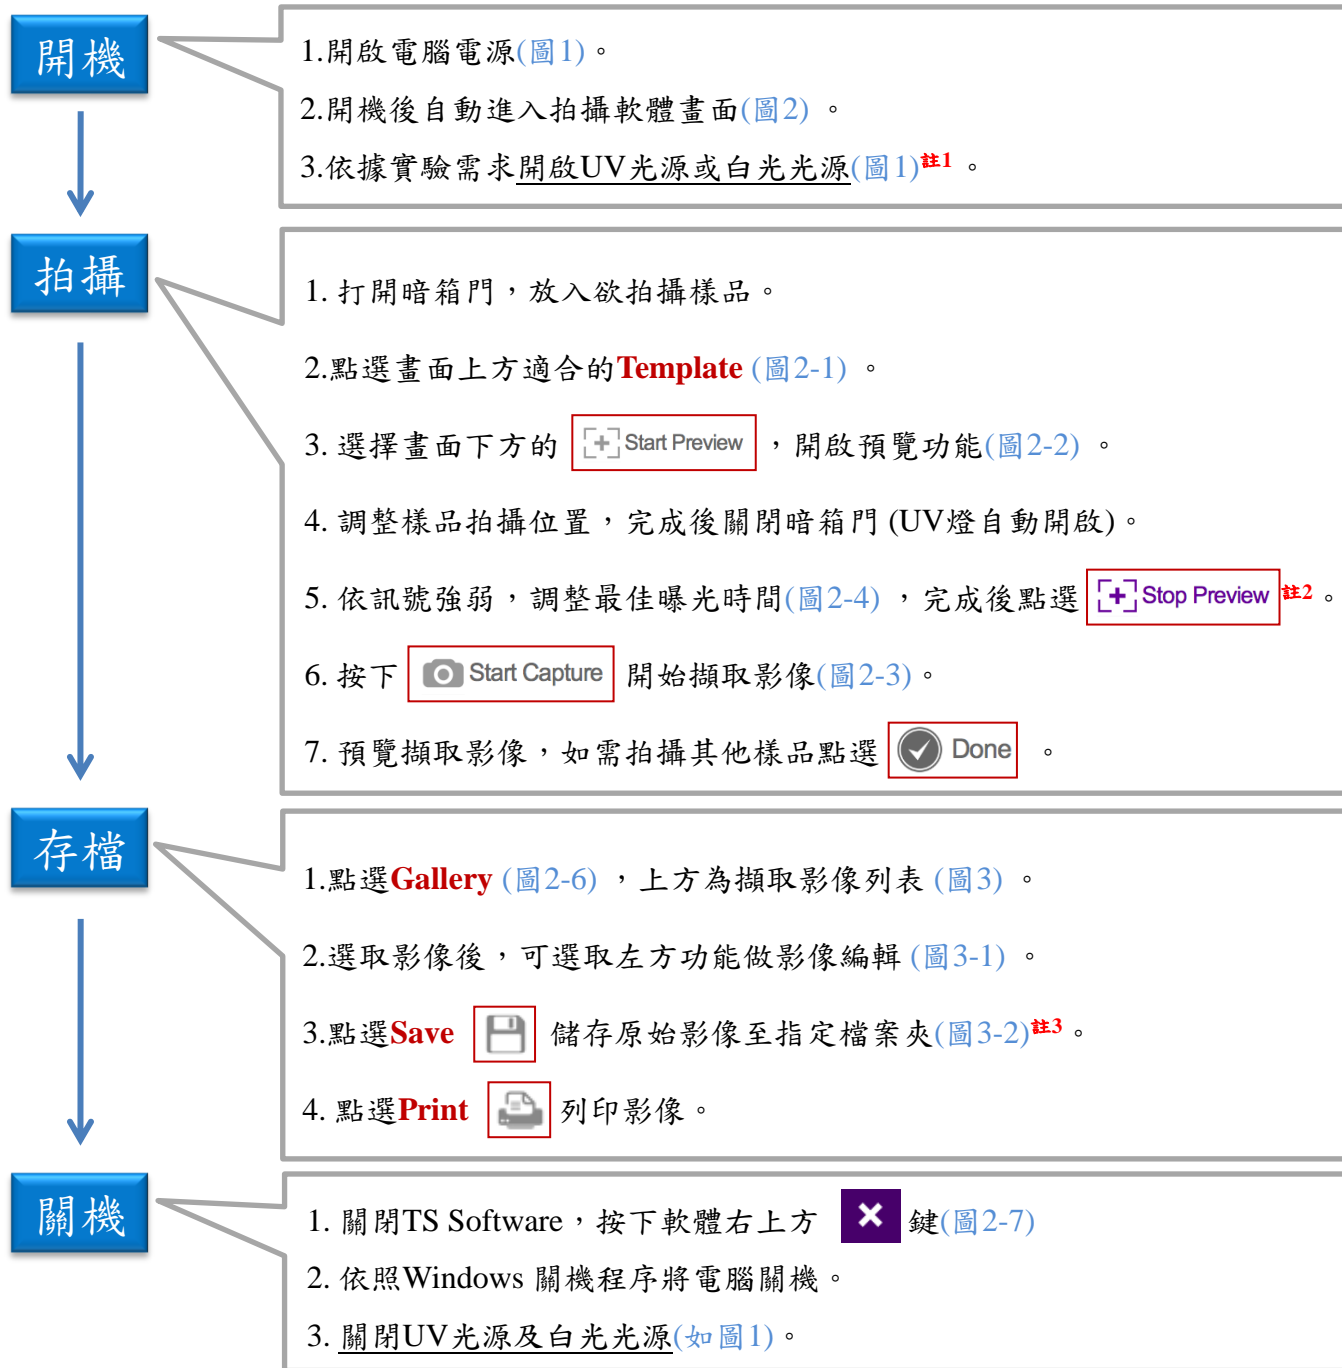 開機
1.開啟電腦電源(圖1)。
2.開機後自動進入拍攝軟體畫面(圖2) 。
3.依據實驗需求開啟UV光源或白光光源(圖1)註1 。
拍攝
1. 打開暗箱門，放入欲拍攝樣品。
2.點選畫面上方適合的Template (圖2-1) 。
3. 選擇畫面下方的 Start Preview ，開啟預覽功能(圖2-2) 。
4. 調整樣品拍攝位置，完成後關閉暗箱門 (UV燈自動開啟)。
5. 依訊號強弱，調整最佳曝光時間(圖2-4) ，完成後點選 Stop Preview 註2 。
6. 按下 Start Capture 開始擷取影像(圖2-3)。
7. 預覽擷取影像，如需拍攝其他樣品點選 Done 。
存檔
1.點選Gallery (圖2-6) ，上方為擷取影像列表 (圖3) 。
2.選取影像後，可選取左方功能做影像編輯 (圖3-1) 。
3.點選Save 儲存原始影像至指定檔案夾(圖3-2)註3。
4. 點選Print 列印影像。
關機
1. 關閉TS Software，按下軟體右上方 × 鍵(圖2-7)
2. 依照Windows 關機程序將電腦關機。
3. 關閉UV光源及白光光源(如圖1)。